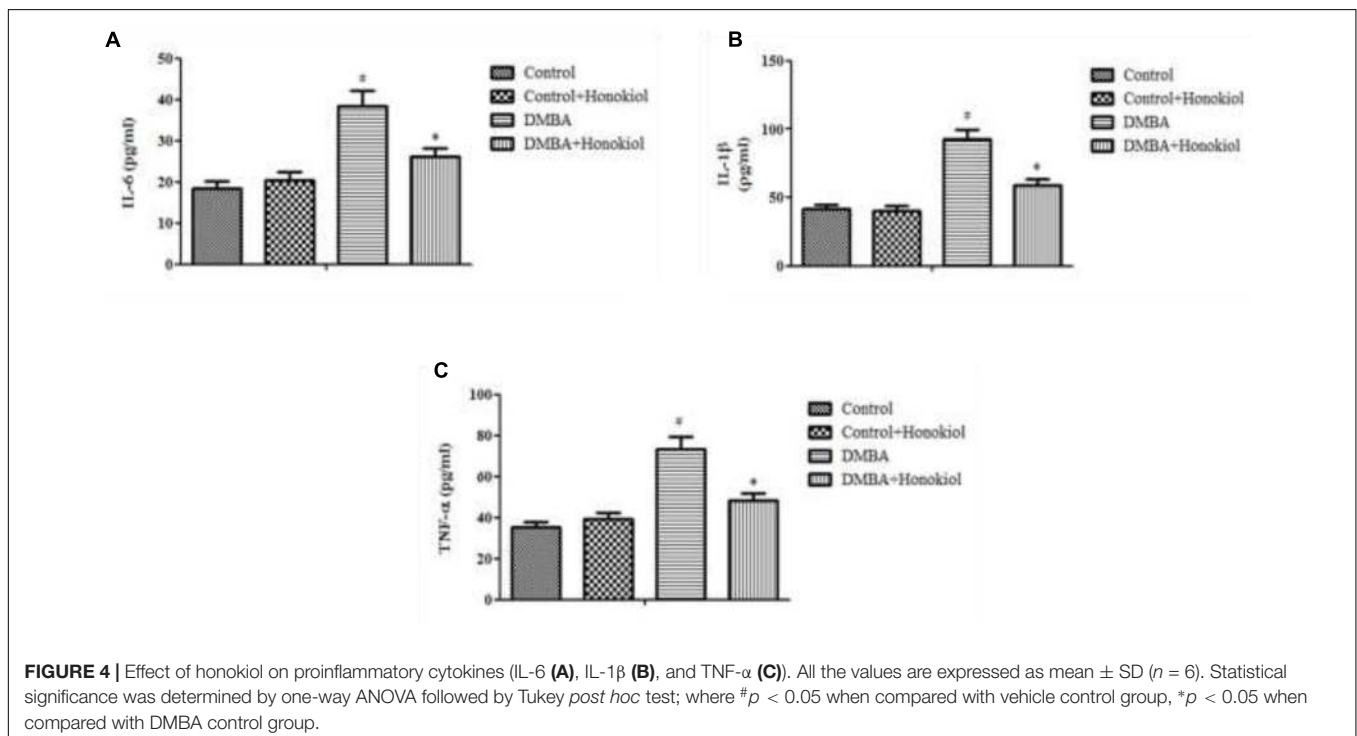 A
50
40
30
20
10
0
IL-6 (pg/ml)
#
*
Control
Control+Honokiol
DMBA
DMBA+Honokiol
B
150
100
50
0
IL-1β
(pg/ml)
#
*
Control
Control+Honokiol
DMBA
DMBA+Honokiol
C
100
80
60
40
20
0
TNF-α (pg/ml)
#
*
Control
Control+Honokiol
DMBA
DMBA+Honokiol
FIGURE 4 | Effect of honokiol on proinflammatory cytokines (IL-6 (A), IL-1β (B), and TNF-α (C)). All the values are expressed as mean ± SD (n = 6). Statistical
significance was determined by one-way ANOVA followed by Tukey post hoc test; where #p < 0.05 when compared with vehicle control group, *p < 0.05 when
compared with DMBA control group.